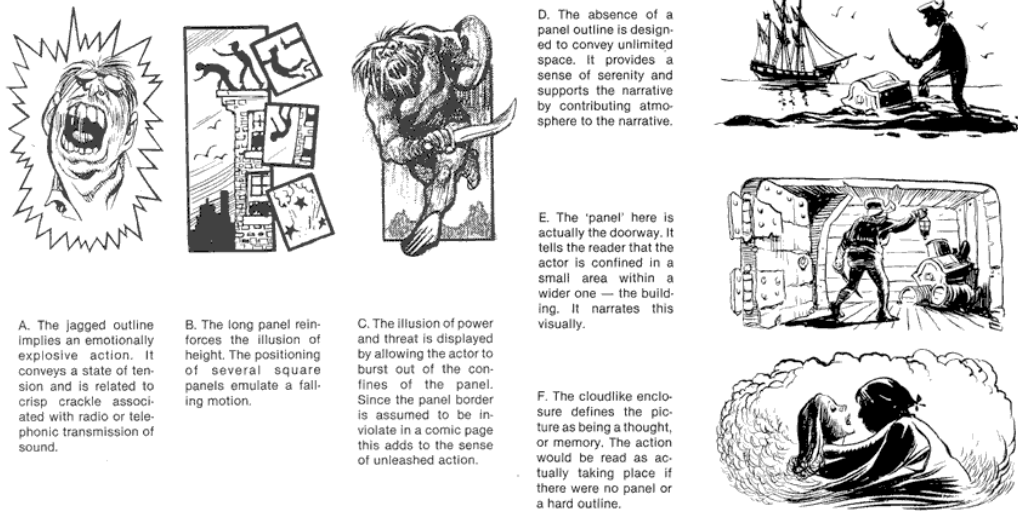 A. The jagged outline
implies an emotionally
explosive action. It
conveys a state of ten-
sion and is related to
crisp crackle associ-
ated with radio or tele-
phonic transmission of
sound.
B. The long panel rein-
forces the illusion of
height. The positioning
of several square
panels emulate a fall-
ing motion.
C. The illusion of power
and threat is displayed
by allowing the actor to
burst out of the con-
fines of the panel.
Since the panel border
is assumed to be in-
violate in a comic page
this adds to the sense
of unleashed action.
D. The absence of a
panel outline is design-
ed to convey unlimited
space. It provides a
sense of serenity and
supports the narrative
by contributing atmo-
sphere to the narrative.
E. The 'panel' here is
actually the doorway. It
tells the reader that the
actor is confined in a
small area within a
wider one — the build-
ing. It narrates this
visually.
F. The cloudlike enclo-
sure defines the pic-
ture as being a thought,
or memory. The action
would be read as ac-
tually taking place if
there were no panel or
a hard outline.